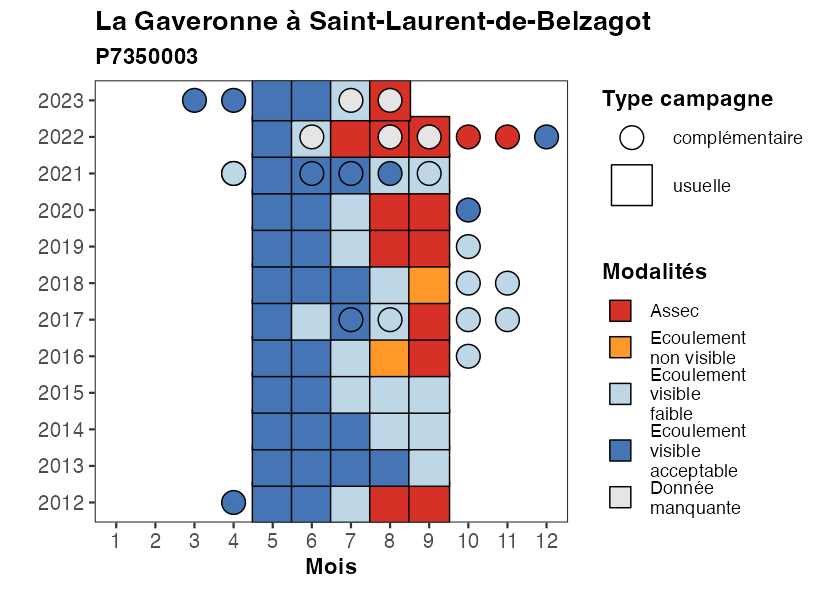 La Gaveronne à Saint-Laurent-de-Belzagot
P7350003
2023
2022
2021
2020
2019
2018
2017
2016
2015
2014
2013
2012
1 2 3 4 5 6 7 8 9 10 11 12
Mois
Type campagne
complémentaire
usuelle
Modalités
Assec
Ecoulement
non visible
Ecoulement
visible
faible
Ecoulement
visible
acceptable
Donnée
manquante